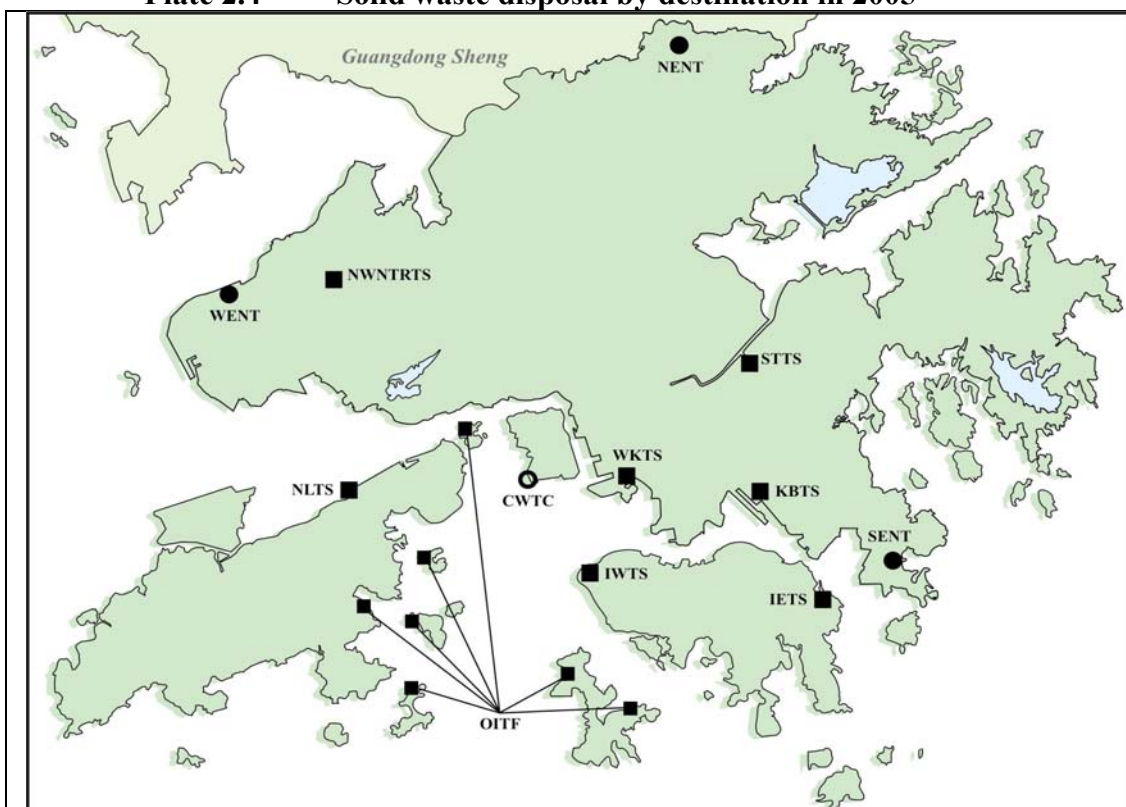 Plate 2.4 Solid waste disposal by destination in 2005
Guangdong Sheng
NENT
NWNTRTS
WENT
STTS
WKTS
NLTS
CWTC
KBTS
SENT
IWTS
IETS
OITF